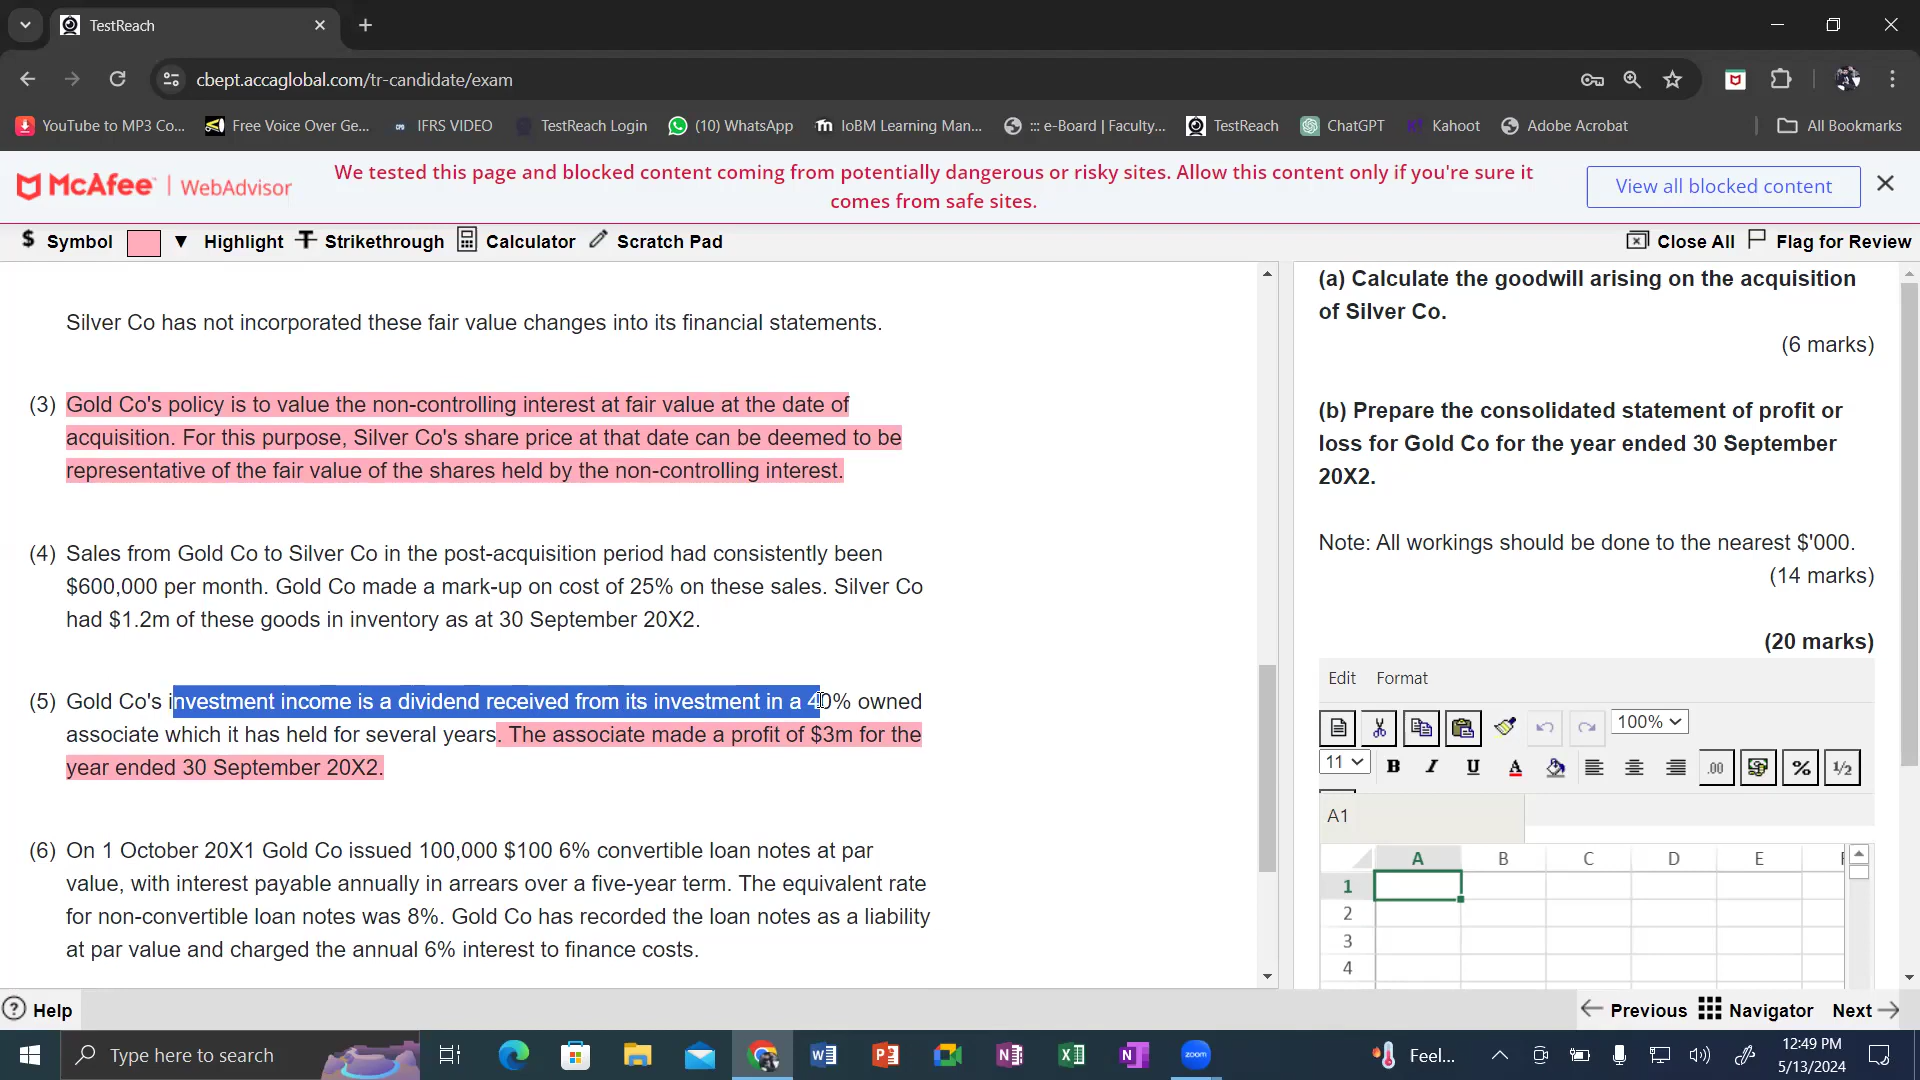 TestReach
cbept.accaglobal.com/tr-candidate/exam
YouTube to MP3 Co...
Free Voice Over Ge...
IFRS VIDEO
TestReach Login
(10) WhatsApp
IoBM Learning Man...
::: e-Board | Faculty...
TestReach
ChatGPT
Kahoot
Adobe Acrobat
All Bookmarks
McAfee | WebAdvisor
We tested this page and blocked content coming from potentially dangerous or risky sites. Allow this content only if you're sure it
comes from safe sites.
View all blocked content
$ Symbol
Highlight
Strikethrough
Calculator
Scratch Pad
Close All
Flag for Review
Silver Co has not incorporated these fair value changes into its financial statements.
(3) Gold Co's policy is to value the non-controlling interest at fair value at the date of
acquisition. For this purpose, Silver Co's share price at that date can be deemed to be
representative of the fair value of the shares held by the non-controlling interest.
(4) Sales from Gold Co to Silver Co in the post-acquisition period had consistently been
$600,000 per month. Gold Co made a mark-up on cost of 25% on these sales. Silver Co
had $1.2m of these goods in inventory as at 30 September 20X2.
(5) Gold Co's investment income is a dividend received from its investment in a 40% owned
associate which it has held for several years. The associate made a profit of $3m for the
year ended 30 September 20X2.
(6) On 1 October 20X1 Gold Co issued 100,000 $100 6% convertible loan notes at par
value, with interest payable annually in arrears over a five-year term. The equivalent rate
for non-convertible loan notes was 8%. Gold Co has recorded the loan notes as a liability
at par value and charged the annual 6% interest to finance costs.
(a) Calculate the goodwill arising on the acquisition
of Silver Co.
(6 marks)
(b) Prepare the consolidated statement of profit or
loss for Gold Co for the year ended 30 September
20X2.
Note: All workings should be done to the nearest $'000.
(14 marks)
(20 marks)
Edit Format
100%
11
B I U A .00 % 1/2
A1
A B C D E
1
2
3
4
Help
Previous
Navigator
Next
Type here to search
zoom
Feel...
12:49 PM
5/13/2024